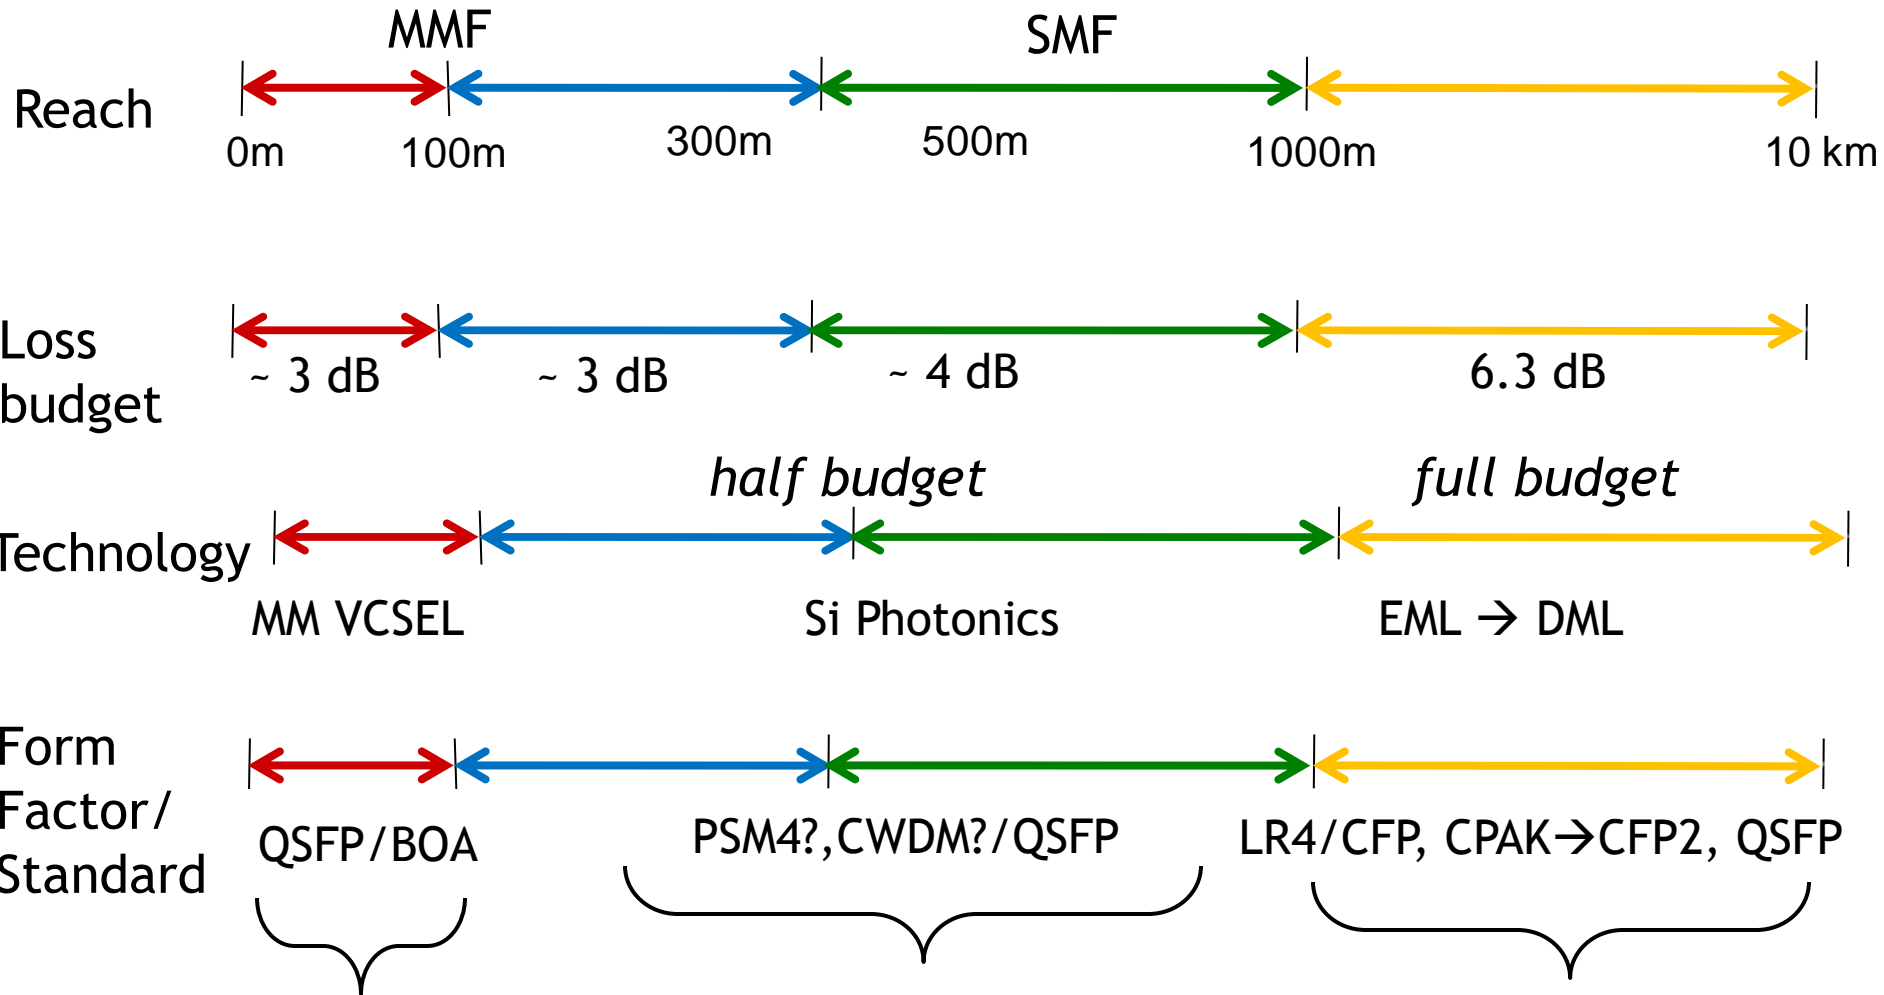 MMF
SMF
Reach
0m
100m
300m
500m
1000m
10 km
Loss
budget
~ 3 dB
~ 3 dB
~ 4 dB
6.3 dB
half budget
full budget
Technology
MM VCSEL
Si Photonics
EML → DML
Form
Factor/
Standard
QSFP/BOA
PSM4?,CWDM?/QSFP
LR4/CFP, CPAK→CFP2, QSFP